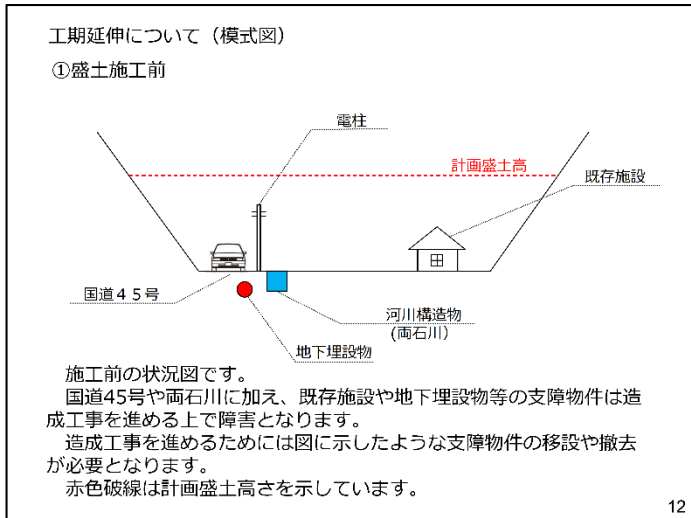 工期延伸について（模式図）
①盛土施工前
電柱
計画盛土高
既存施設
国道４５号
河川構造物
(両石川)
地下埋設物
施工前の状況図です。
国道45号や両石川に加え、既存施設や地下埋設物等の支障物件は造
成工事を進める上で障害となります。
造成工事を進めるためには図に示したような支障物件の移設や撤去
が必要となります。
赤色破線は計画盛土高さを示しています。
12